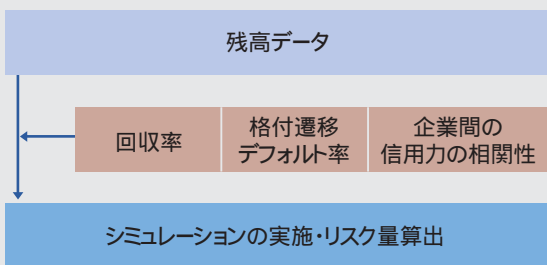 残高データ
回収率
格付遷移
デフォルト率
企業間の
信用力の相関性
シミュレーションの実施・リスク量算出